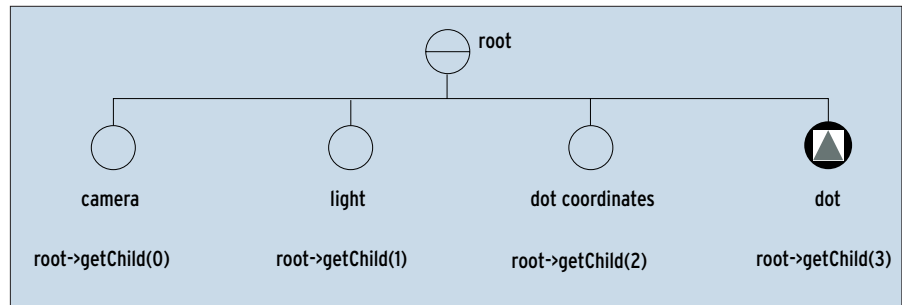 root
camera
light
dot coordinates
dot
root->getChild(0)
root->getChild(1)
root->getChild(2)
root->getChild(3)